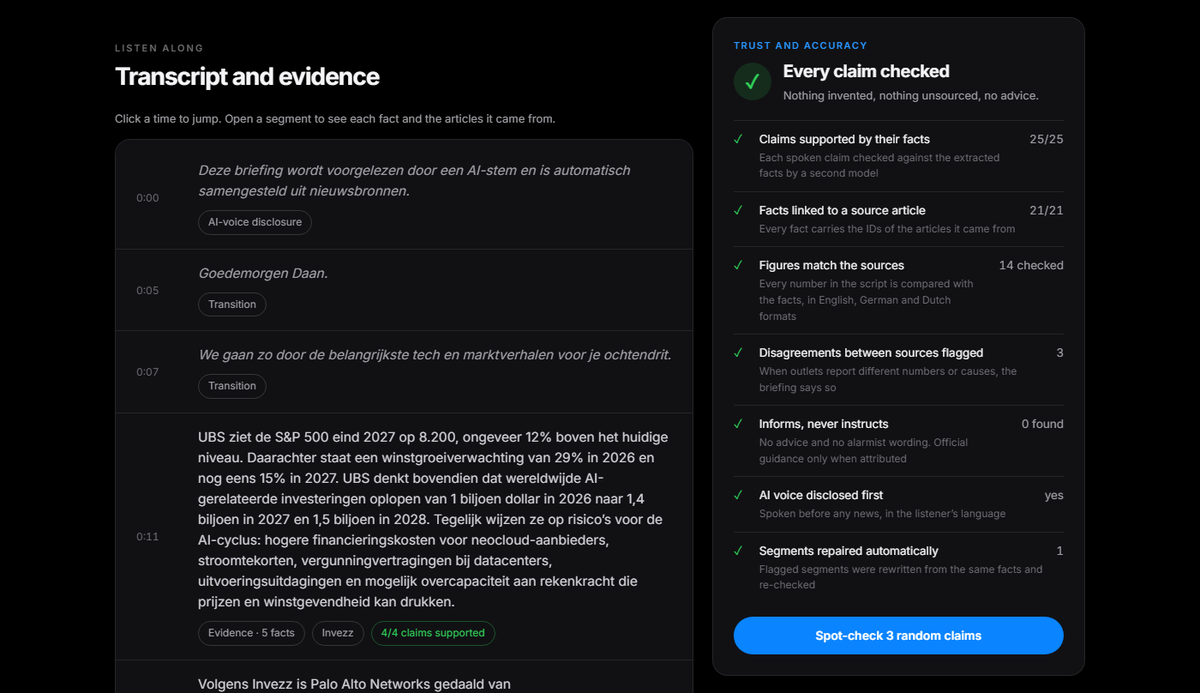 LISTEN ALONG
Transcript and evidence
Click a time to jump. Open a segment to see each fact and the articles it came from.
0:00
Deze briefing wordt voorgelezen door een AI-stem en is automatisch
samengesteld uit nieuwsbronnen.
AI-voice disclosure
0:05
Goedemorgen Daan.
Transition
0:07
We gaan zo door de belangrijkste tech en marktverhalen voor je ochtendrit.
Transition
0:11
UBS ziet de S&P 500 eind 2027 op 8.200, ongeveer 12% boven het huidige
niveau. Daarachter staat een winstgroeiverwachting van 29% in 2026 en
nog eens 15% in 2027. UBS denkt bovendien dat wereldwijde AI-
gerelateerde investeringen oplopen van 1 biljoen dollar in 2026 naar 1,4
biljoen in 2027 en 1,5 biljoen in 2028. Tegelijk wijzen ze op risico's voor de
AI-cyclus: hogere financieringskosten voor neocloud-aanbieders,
stroomtekorten, vergunningvertragingen bij datacenters,
uitvoeringsuitdagingen en mogelijk overcapaciteit aan rekenkracht die
prijzen en winstgevendheid kan drukken.
Evidence · 5 facts
Invezz
4/4 claims supported
Volgens Invezz is Palo Alto Networks gedaald van
TRUST AND ACCURACY
✓
Every claim checked
Nothing invented, nothing unsourced, no advice.
✓ Claims supported by their facts 25/25
Each spoken claim checked against the extracted
facts by a second model
✓ Facts linked to a source article 21/21
Every fact carries the IDs of the articles it came from
✓ Figures match the sources 14 checked
Every number in the script is compared with
the facts, in English, German and Dutch
formats
✓ Disagreements between sources flagged 3
When outlets report different numbers or causes, the
briefing says so
✓ Informs, never instructs 0 found
No advice and no alarmist wording. Official
guidance only when attributed
✓ AI voice disclosed first yes
Spoken before any news, in the listener's language
✓ Segments repaired automatically 1
Flagged segments were rewritten from the same facts and
re-checked
Spot-check 3 random claims